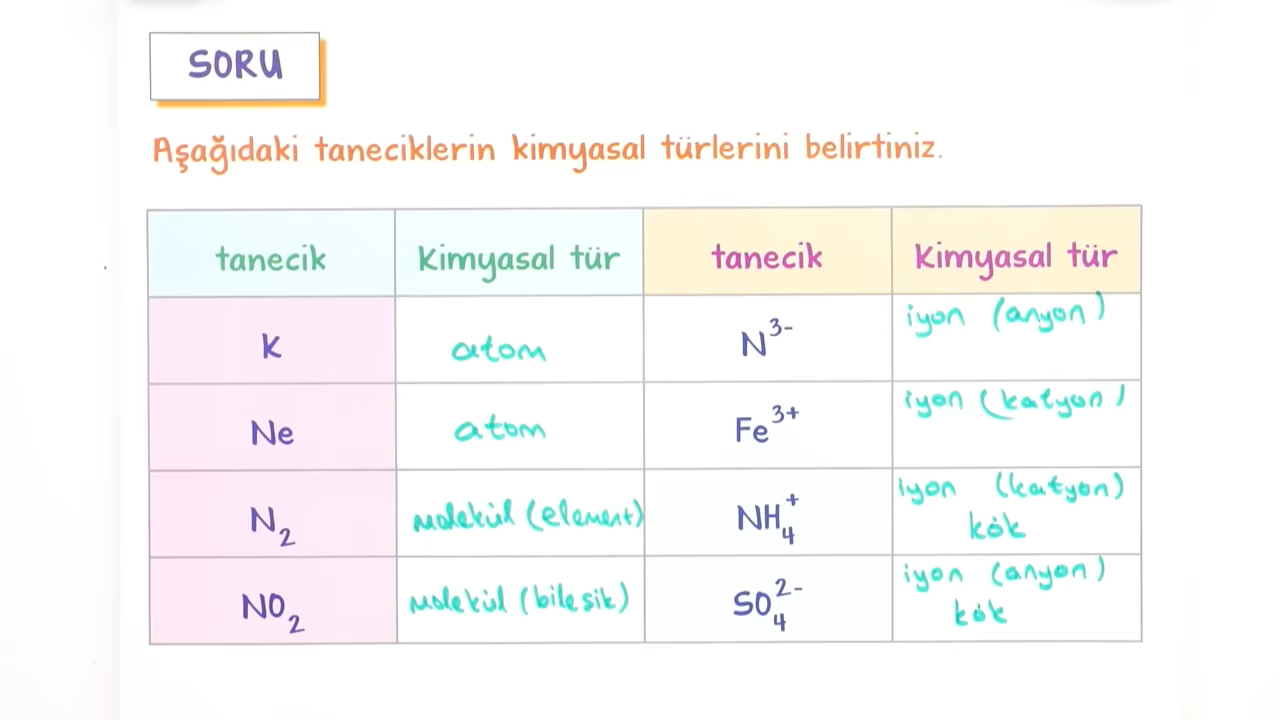 SORU
Aşağıdaki taneciklerin kimyasal türlerini belirtiniz.
tanecik Kimyasal tür tanecik Kimyasal tür
K atom N³⁻ iyon (anyon)
Ne atom Fe³⁺ iyon (katyon)
N₂ molekül (element) NH₄⁺ iyon (katyon) kök
NO₂ molekül (bileşik) SO₄²⁻ iyon (anyon) kök